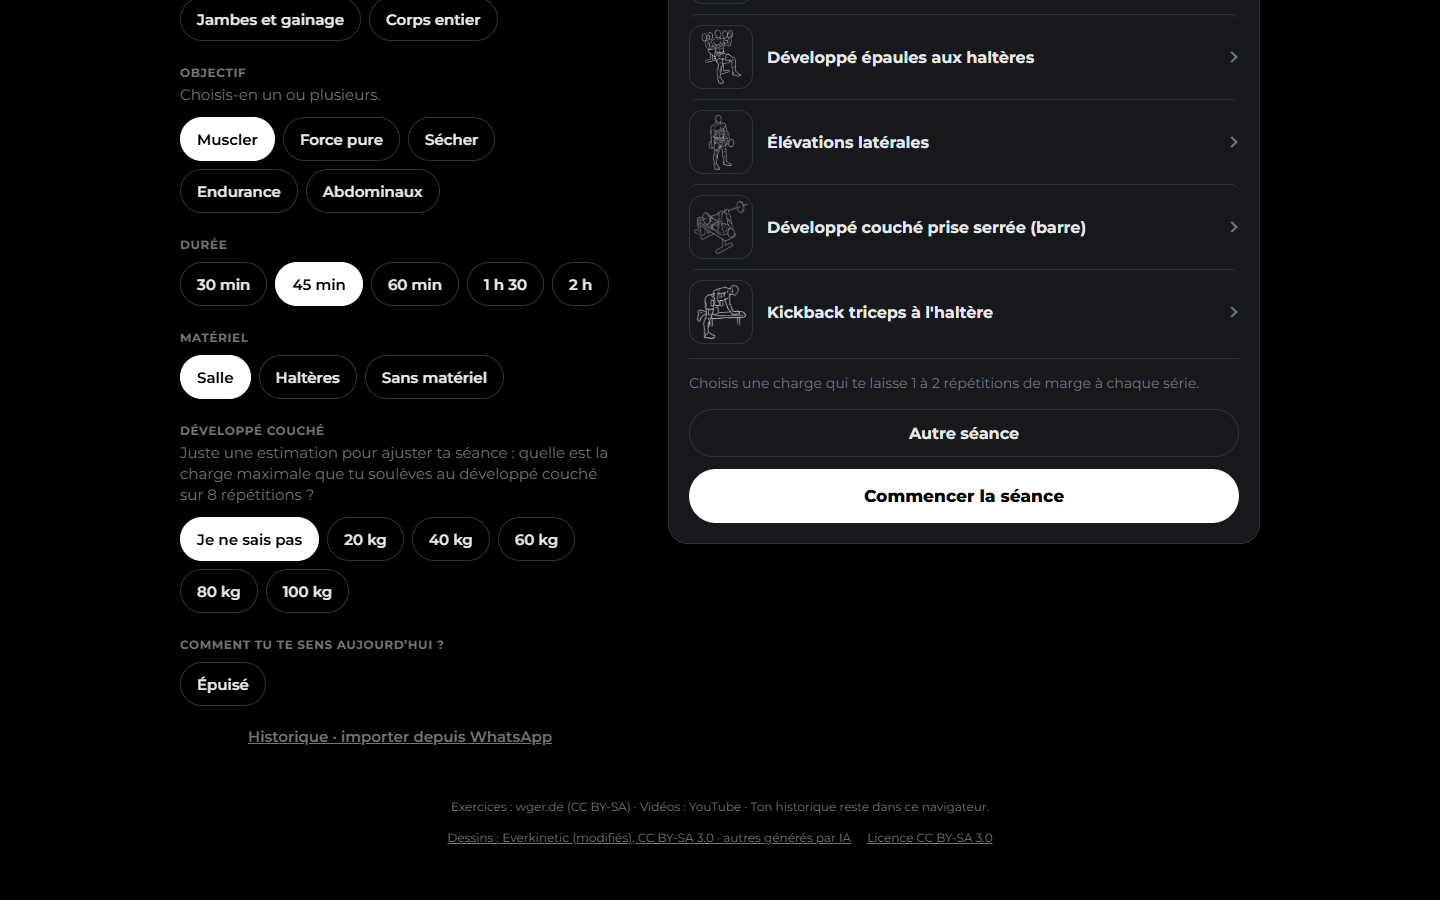 Jambes et gainage
Corps entier
OBJECTIF
Choisis-en un ou plusieurs.
Muscler
Force pure
Sécher
Endurance
Abdominaux
DURÉE
30 min
45 min
60 min
1 h 30
2 h
MATÉRIEL
Salle
Haltères
Sans matériel
DÉVELOPPÉ COUCHÉ
Juste une estimation pour ajuster ta séance : quelle est la
charge maximale que tu soulèves au développé couché
sur 8 répétitions ?
Je ne sais pas
20 kg
40 kg
60 kg
80 kg
100 kg
COMMENT TU TE SENS AUJOURD'HUI ?
Épuisé
Historique · importer depuis WhatsApp
Développé épaules aux haltères
Élévations latérales
Développé couché prise serrée (barre)
Kickback triceps à l'haltère
Choisis une charge qui te laisse 1 à 2 répétitions de marge à chaque série.
Autre séance
Commencer la séance
Exercices : wger.de (CC BY-SA) · Vidéos : YouTube · Ton historique reste dans ce navigateur.
Dessins : Everkinetic (modifiés), CC BY-SA 3.0 · autres générés par IA
Licence CC BY-SA 3.0